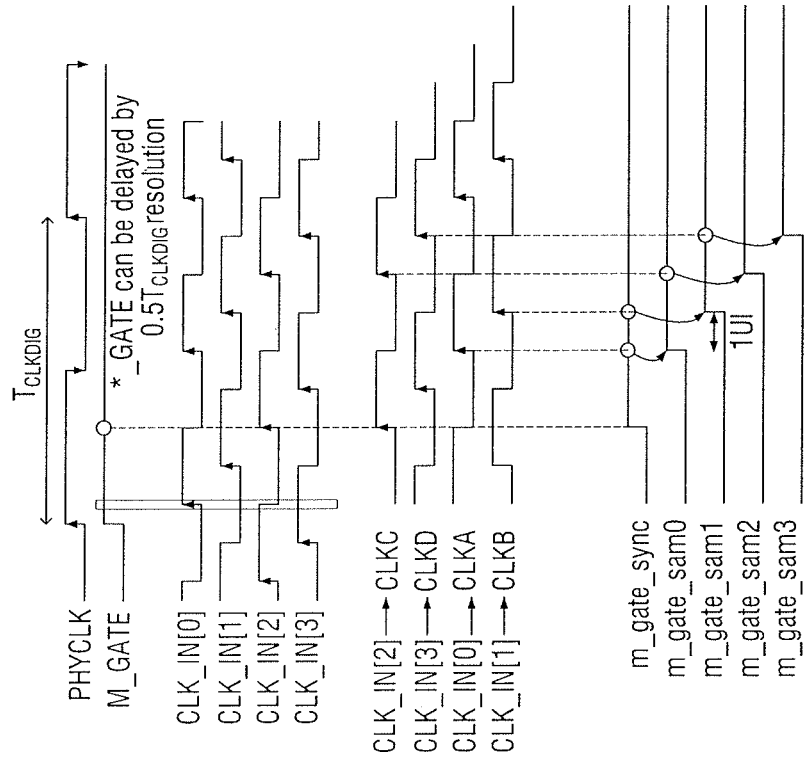 T_CLKDIG
PHYCLK
M_GATE
* _GATE can be delayed by
0.5T_CLKDIG resolution
CLK_IN[0]
CLK_IN[1]
CLK_IN[2]
CLK_IN[3]
CLK_IN[2] → CLKC
CLK_IN[3] → CLKD
CLK_IN[0] → CLKA
CLK_IN[1] → CLKB
m_gate_sync
m_gate_sam0
m_gate_sam1
m_gate_sam2
m_gate_sam3
1UI